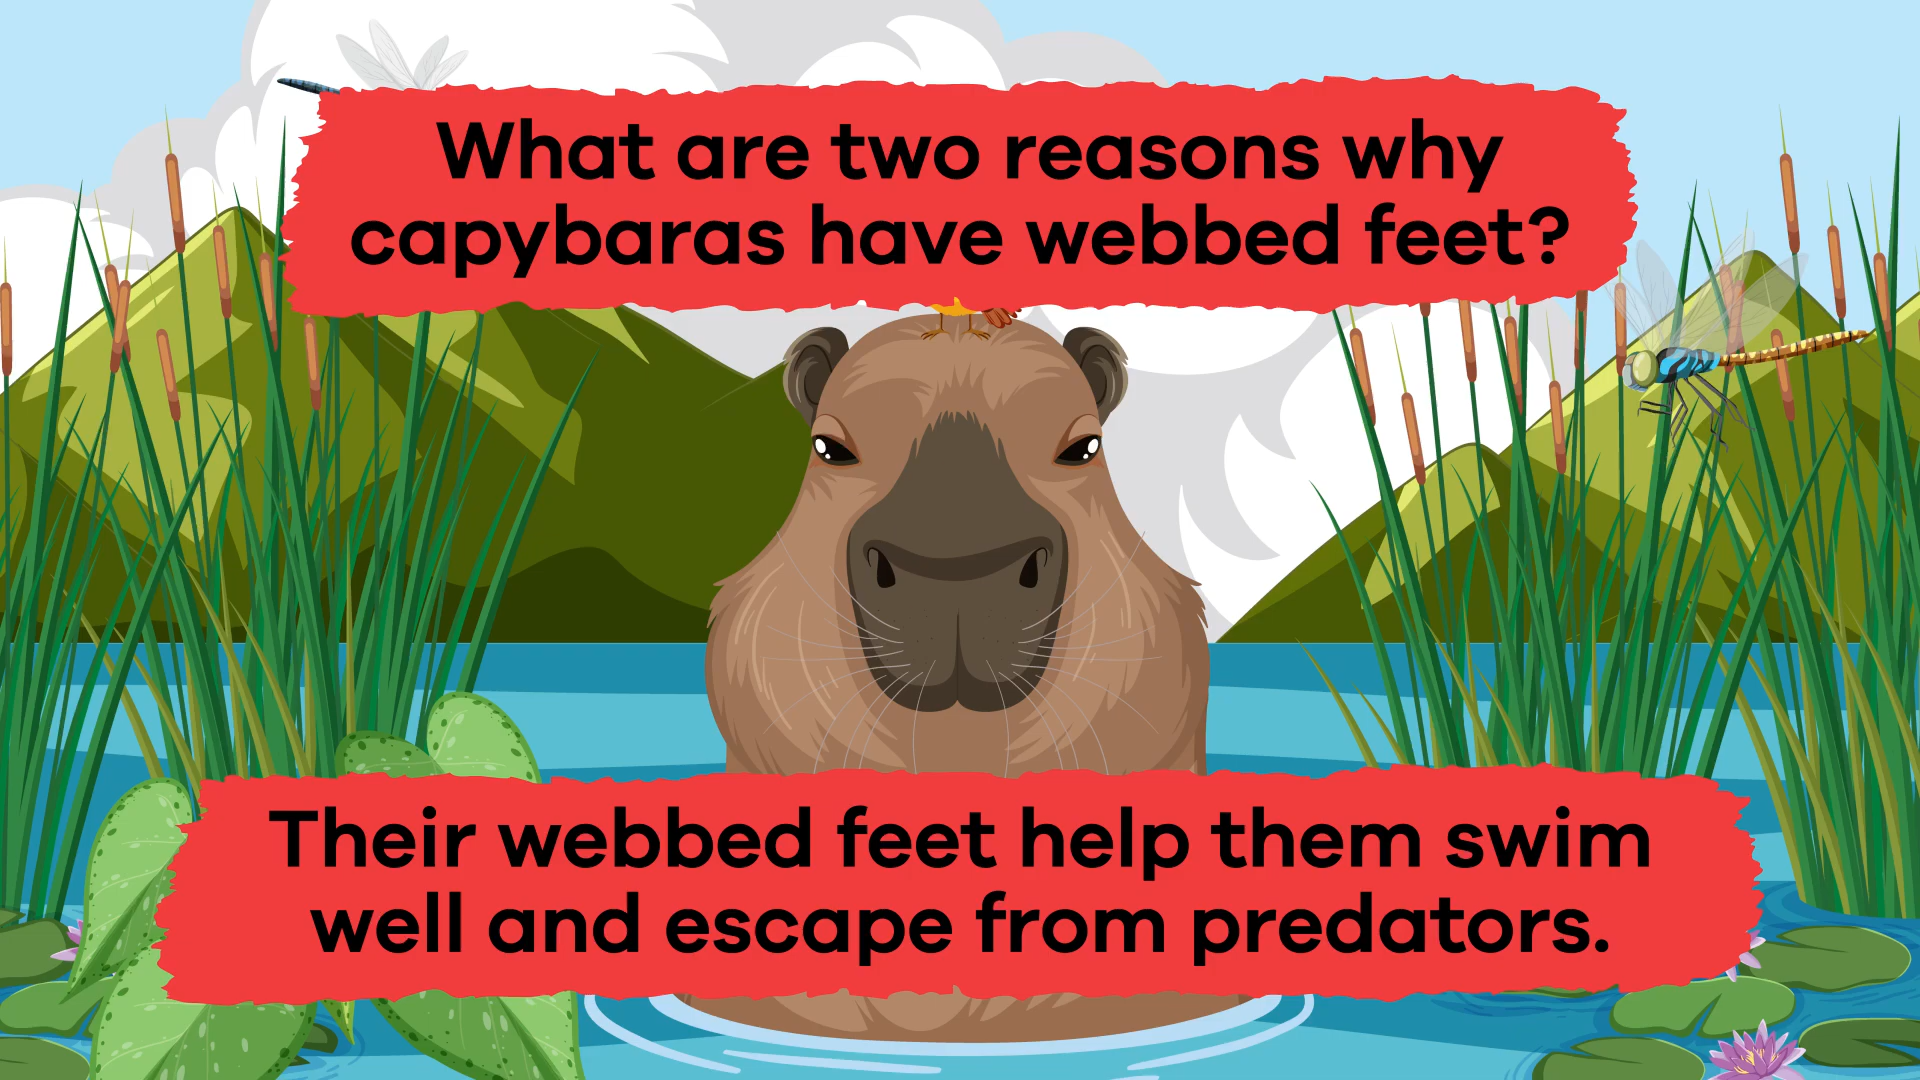 What are two reasons why
capybaras have webbed feet?
Their webbed feet help them swim
well and escape from predators.